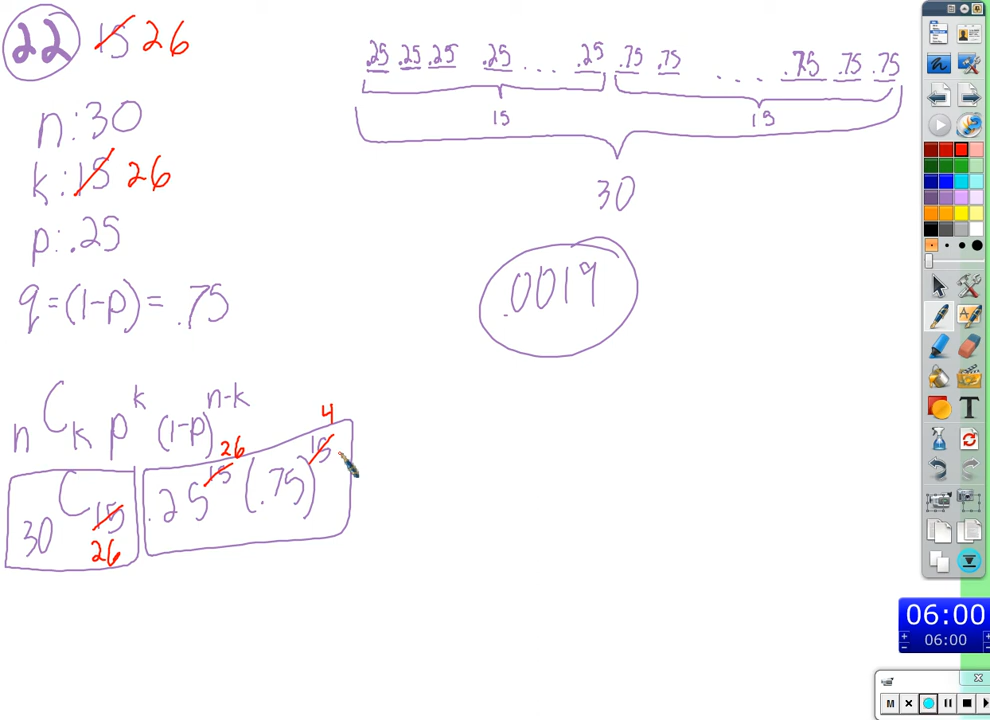 22 15 26
n:30
k:15 26
p:.25
q=(1-p)= .75
n C k p^k (1-p)^n-k
30 C 15 26 .25^15 26 (.75)^15 4
.25 .25 .25 .25 ... .25 .75 .75 ... .75 .75 .75
15 15
30
.0019
T
06:00
06:00
M